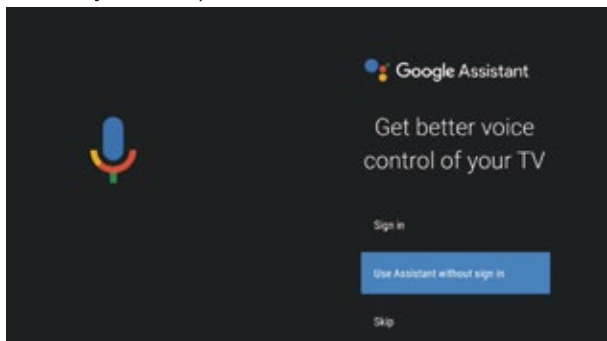 Google Assistant
Get better voice
control of your TV
Sign in
Use Assistant without sign in
Skip